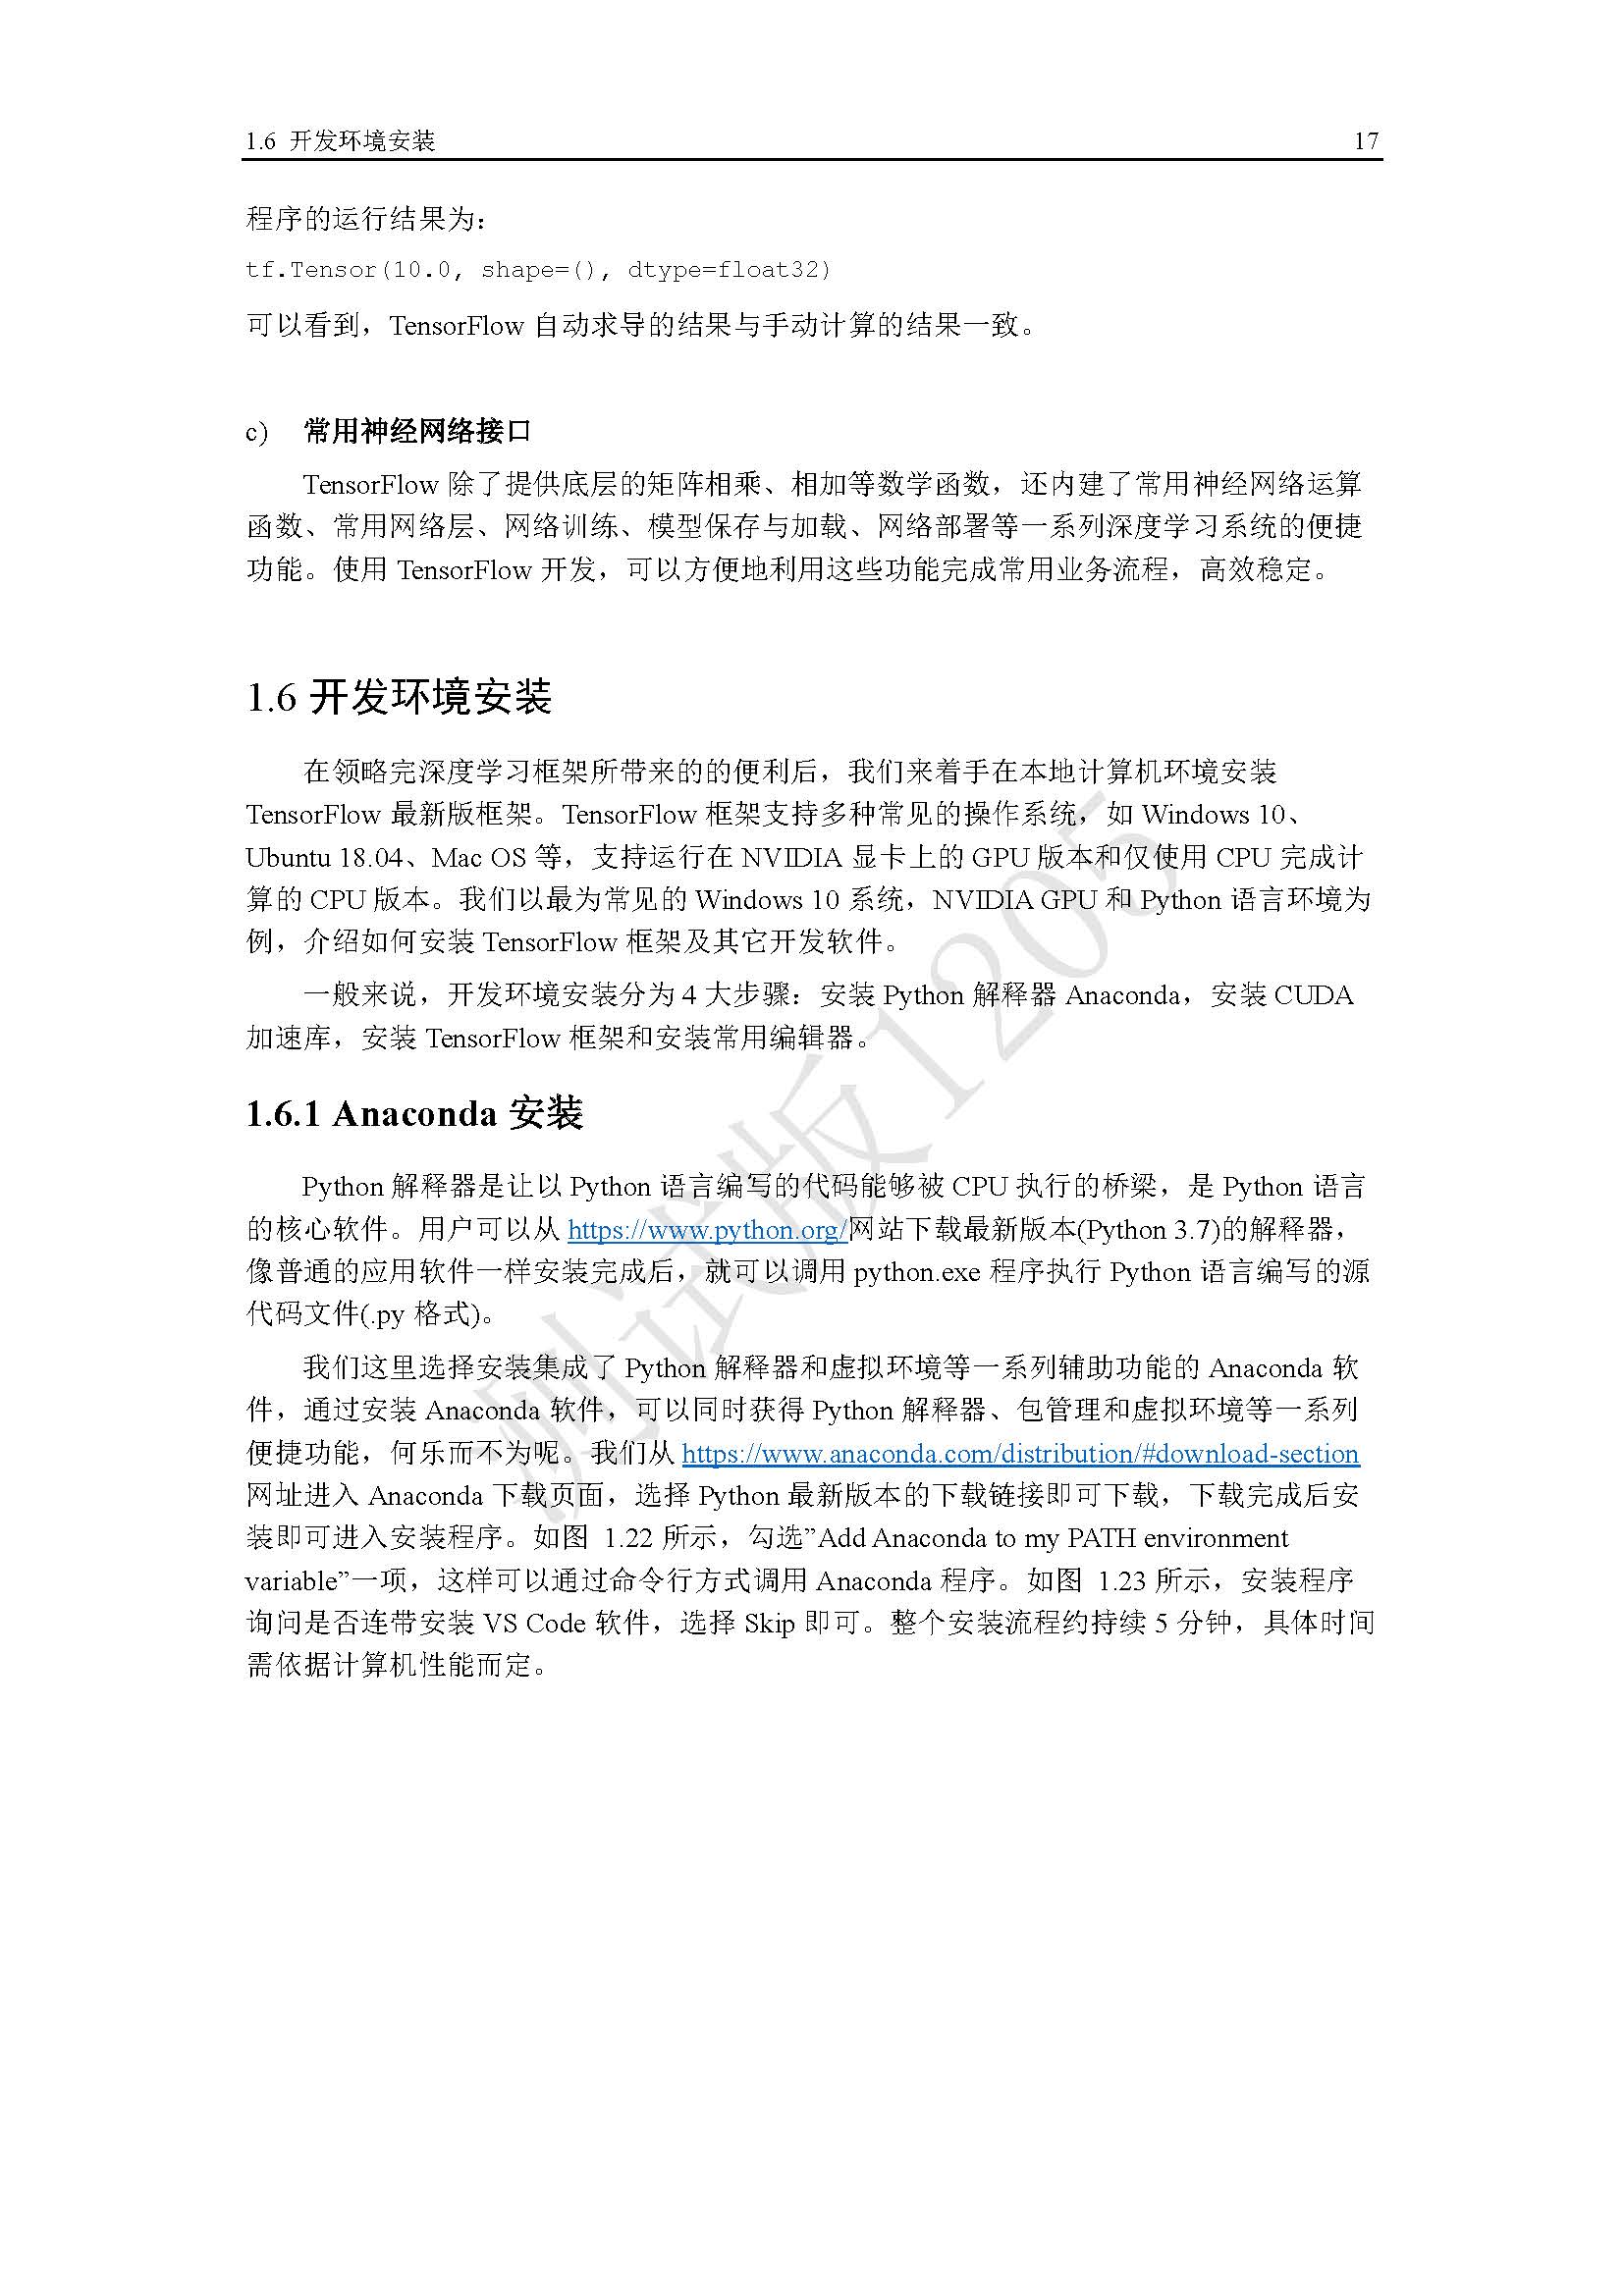 1.6 开发环境安装 17
程序的运行结果为：
tf.Tensor(10.0, shape=(), dtype=float32)
可以看到，TensorFlow 自动求导的结果与手动计算的结果一致。
c) 常用神经网络接口
TensorFlow 除了提供底层的矩阵相乘、相加等数学函数，还内建了常用神经网络运算
函数、常用网络层、网络训练、模型保存与加载、网络部署等一系列深度学习系统的便捷
功能。使用 TensorFlow 开发，可以方便地利用这些功能完成常用业务流程，高效稳定。
1.6 开发环境安装
在领略完深度学习框架所带来的的便利后，我们来着手在本地计算机环境安装
TensorFlow 最新版框架。TensorFlow 框架支持多种常见的操作系统，如 Windows 10、
Ubuntu 18.04、Mac OS 等，支持运行在 NVIDIA 显卡上的 GPU 版本和仅使用 CPU 完成计
算的 CPU 版本。我们以最为常见的 Windows 10 系统，NVIDIA GPU 和 Python 语言环境为
例，介绍如何安装 TensorFlow 框架及其它开发软件。
一般来说，开发环境安装分为 4 大步骤：安装 Python 解释器 Anaconda，安装 CUDA
加速库，安装 TensorFlow 框架和安装常用编辑器。
1.6.1 Anaconda 安装
Python 解释器是让以 Python 语言编写的代码能够被 CPU 执行的桥梁，是 Python 语言
的核心软件。用户可以从 https://www.python.org/网站下载最新版本(Python 3.7)的解释器，
像普通的应用软件一样安装完成后，就可以调用 python.exe 程序执行 Python 语言编写的源
代码文件(.py 格式)。
我们这里选择安装集成了 Python 解释器和虚拟环境等一系列辅助功能的 Anaconda 软
件，通过安装 Anaconda 软件，可以同时获得 Python 解释器、包管理和虚拟环境等一系列
便捷功能，何乐而不为呢。我们从 https://www.anaconda.com/distribution/#download-section
网址进入 Anaconda 下载页面，选择 Python 最新版本的下载链接即可下载，下载完成后安
装即可进入安装程序。如图 1.22 所示，勾选”Add Anaconda to my PATH environment
variable”一项，这样可以通过命令行方式调用 Anaconda 程序。如图 1.23 所示，安装程序
询问是否连带安装 VS Code 软件，选择 Skip 即可。整个安装流程约持续 5 分钟，具体时间
需依据计算机性能而定。
测试版1205